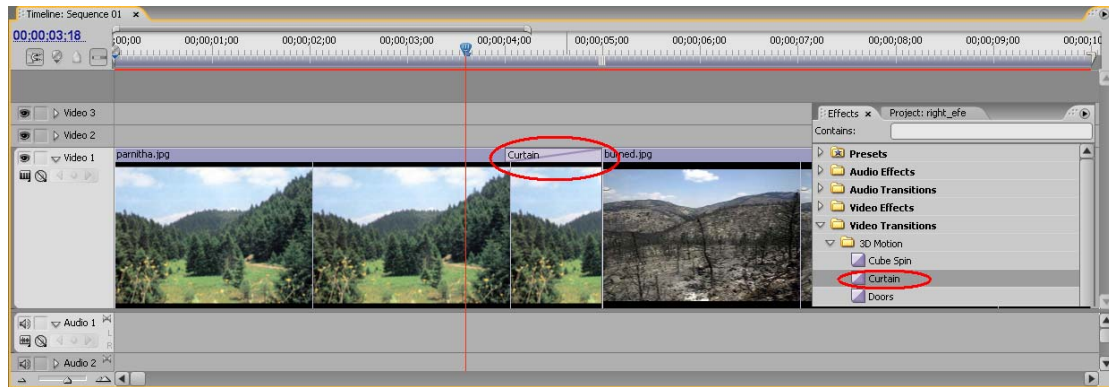 Timeline: Sequence 01 x
00;00;03;18
;00;00 00;00;01;00 00;00;02;00 00;00;03;00 00;00;04;00 00;00;05;00 00;00;06;00 00;00;07;00 00;00;08;00 00;00;09;00 00;00;10
Video 3
Video 2
Video 1
parnitha.jpg Curtain burned.jpg
Effects x Project: right_efe
Contains:
Presets
Audio Effects
Audio Transitions
Video Effects
Video Transitions
3D Motion
Cube Spin
Curtain
Doors
Audio 1
L
R
Audio 2